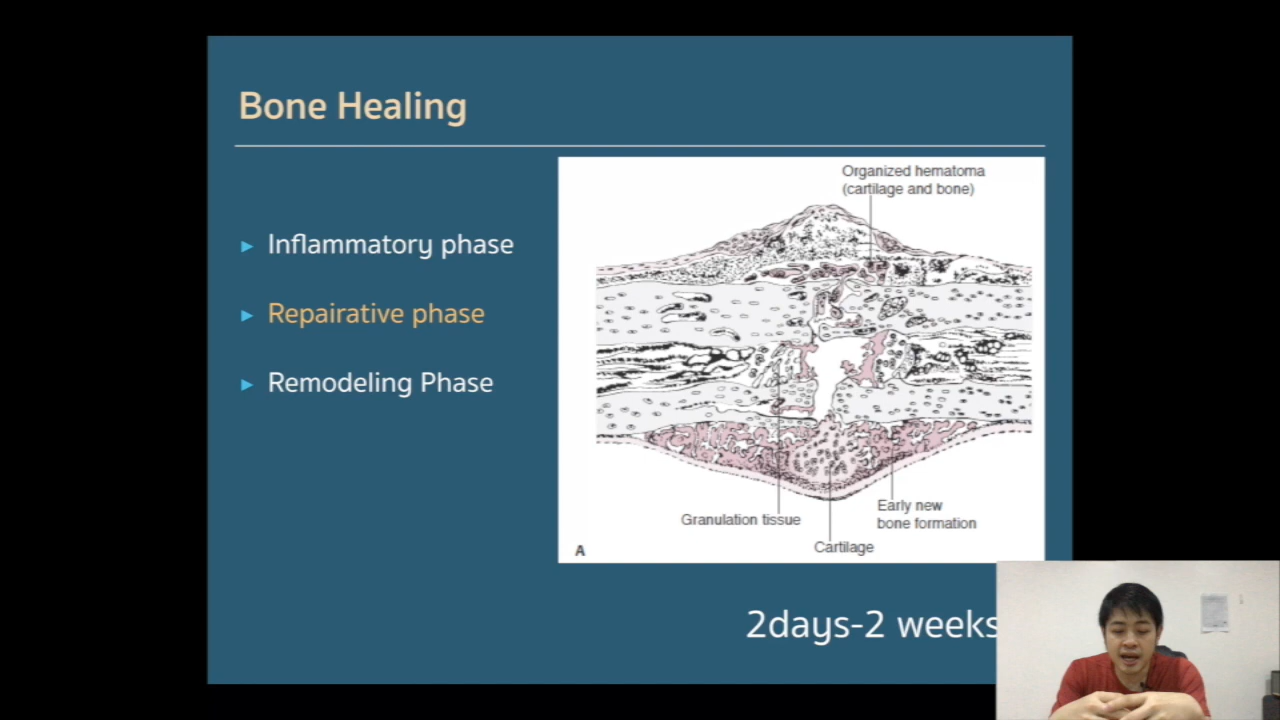 Bone Healing
Inflammatory phase
Repairative phase
Remodeling Phase
Organized hematoma
(cartilage and bone)
Granulation tissue
Cartilage
Early new
bone formation
A
2days-2 weeks